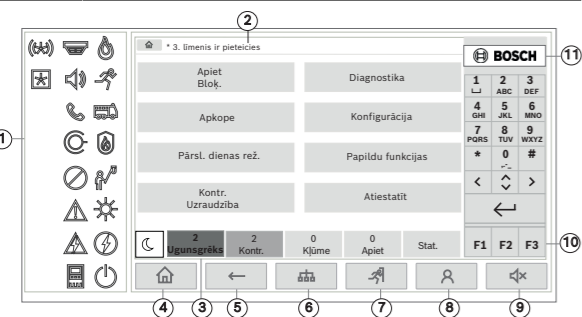 2
* 3. līmenis ir pieteicies
BOSCH
11
Apiet
Bloķ.
Diagnostika
1
2
ABC
3
DEF
Apkope
Konfigurācija
4
GHI
5
JKL
6
MNO
1
Pārsl. dienas rež.
Papildu funkcijas
7
PQRS
8
TUV
9
WXYZ
*
0
#
Kontr.
Uzraudzība
Atiestatīt
2
Ugunsgrēks
2
Kontr.
0
Kļūme
0
Apiet
Stat.
F1
F2
F3
10
4
3
5
6
7
8
9